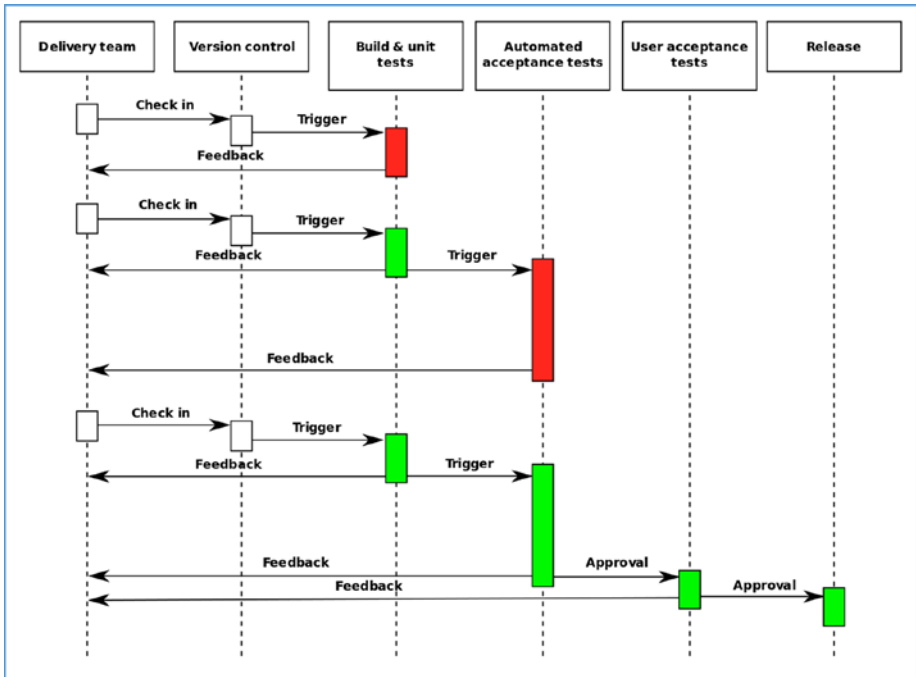 Delivery team
Version control
Build & unit
tests
Automated
acceptance tests
User acceptance
tests
Release
Check in
Trigger
Feedback
Check in
Trigger
Feedback
Trigger
Feedback
Check in
Trigger
Feedback
Trigger
Feedback
Approval
Feedback
Approval